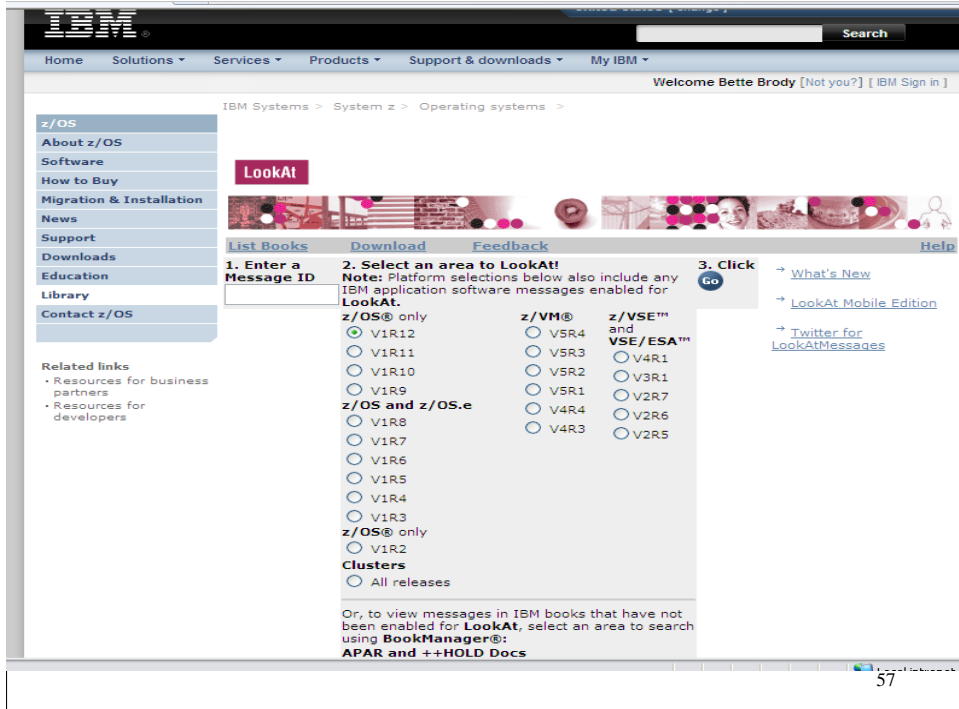 IBM®
Search
Home Solutions Services Products Support & downloads My IBM
Welcome Bette Brody [Not you?] [ IBM Sign in ]
IBM Systems > System z > Operating systems >
z/OS
About z/OS
Software
How to Buy
Migration & Installation
News
Support
Downloads
Education
Library
Contact z/OS
Related links
• Resources for business
partners
• Resources for
developers
LookAt
List Books Download Feedback Help
1. Enter a
Message ID
2. Select an area to LookAt!
Note: Platform selections below also include any
IBM application software messages enabled for
LookAt.
z/OS® only
V1R12
V1R11
V1R10
V1R9
z/OS and z/OS.e
V1R8
V1R7
V1R6
V1R5
V1R4
V1R3
z/OS® only
V1R2
Clusters
All releases
z/VM®
V5R4
V5R3
V5R2
V5R1
V4R4
V4R3
z/VSE™
and
VSE/ESA™
V4R1
V3R1
V2R7
V2R6
V2R5
Or, to view messages in IBM books that have not
been enabled for LookAt, select an area to search
using BookManager®:
APAR and ++HOLD Docs
3. Click
Go
→ What's New
→ LookAt Mobile Edition
→ Twitter for
LookAtMessages
57